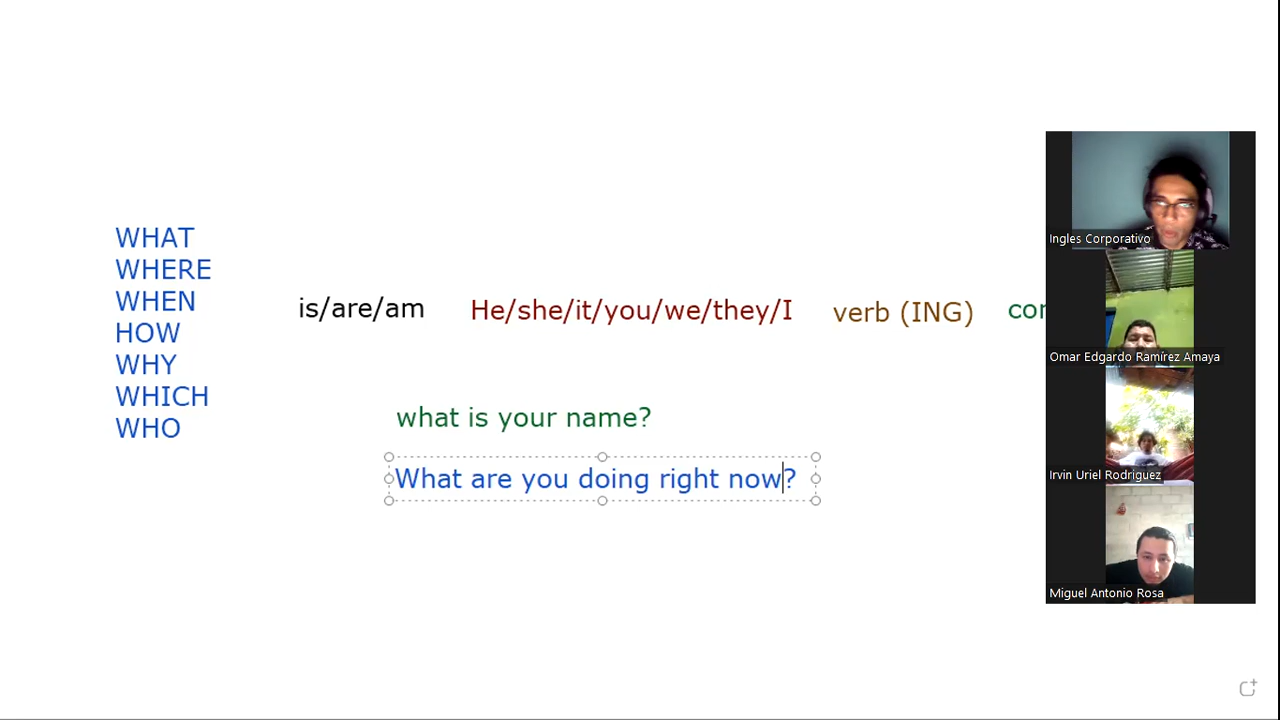 WHAT
WHERE
WHEN
HOW
WHY
WHICH
WHO
is/are/am
He/she/it/you/we/they/I
verb (ING)
what is your name?
What are you doing right now?
Ingles Corporativo
Omar Edgardo Ramírez Amaya
Irvin Uriel Rodriguez
Miguel Antonio Rosa